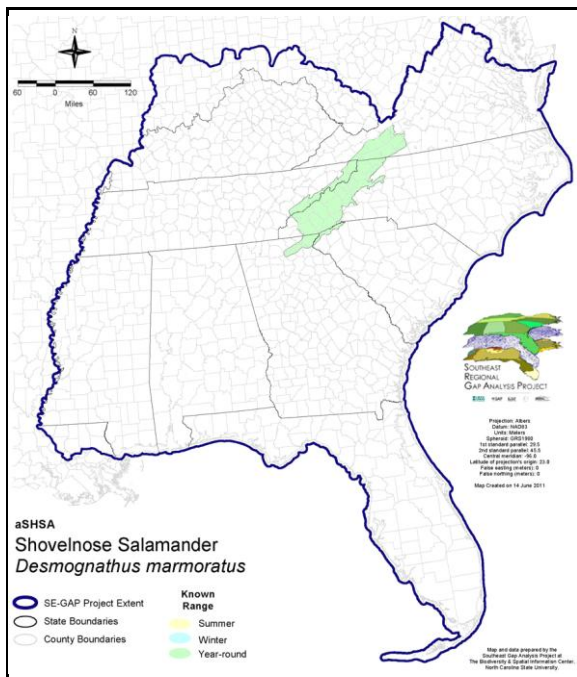 N
60 0 60 120
Miles
SOUTHEAST
REGIONAL
GAP ANALYSIS PROJECT
Projection: Albers
Datum: NAD83
Units: Meters
Spheroid: GRS1980
1st standard parallel: 29.5
2nd standard parallel: 45.5
Central meridian: -96.0
Latitude of projection's origin: 23.0
False easting (meters): 0
False northing (meters): 0
Map Created on 14 June 2011
aSHSA
Shovelnose Salamander
Desmognathus marmoratus
SE-GAP Project Extent
State Boundaries
County Boundaries
Known
Range
Summer
Winter
Year-round
Map and data prepared by the
Southeast Gap Analysis Project at
The Biodiversity & Spatial Information Center,
North Carolina State University.